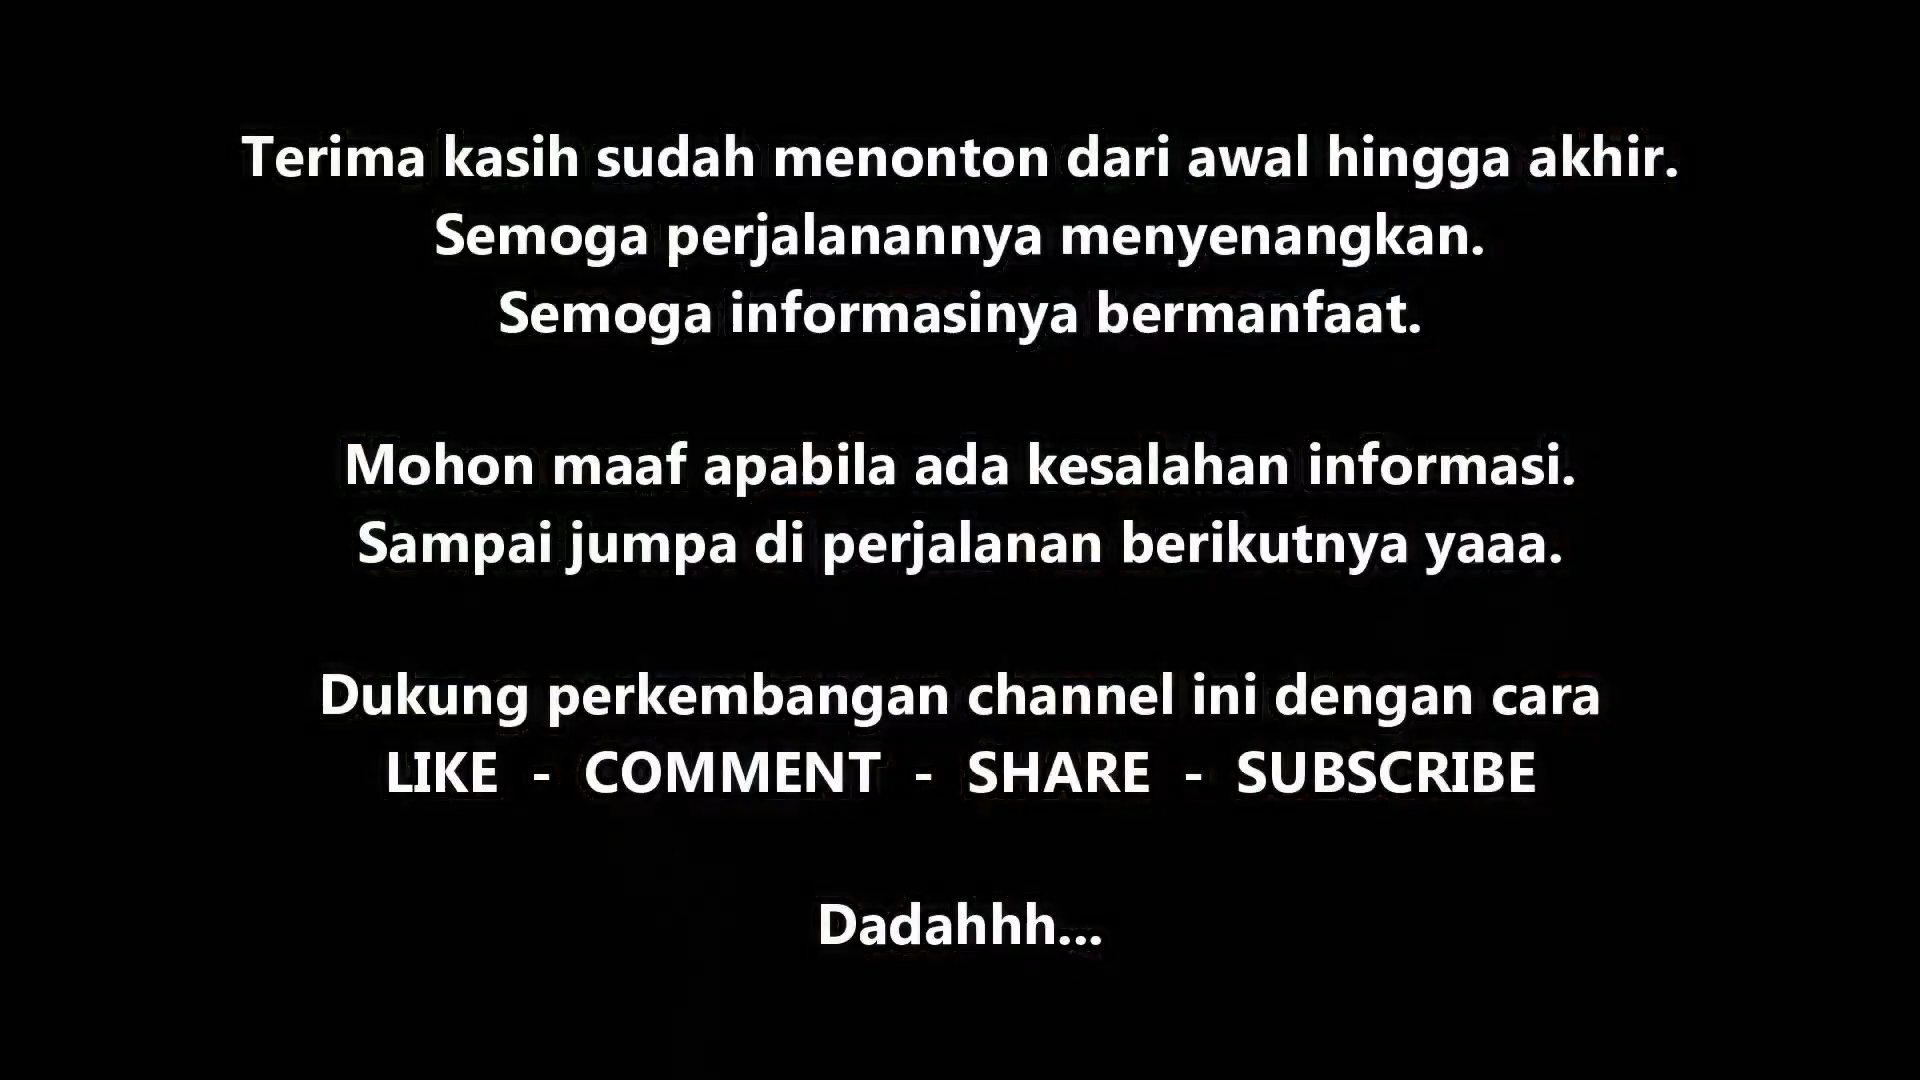 Terima kasih sudah menonton dari awal hingga akhir.
Semoga perjalanannya menyenangkan.
Semoga informasinya bermanfaat.
Mohon maaf apabila ada kesalahan informasi.
Sampai jumpa di perjalanan berikutnya yaaa.
Dukung perkembangan channel ini dengan cara
LIKE - COMMENT - SHARE - SUBSCRIBE
Dadahhh...